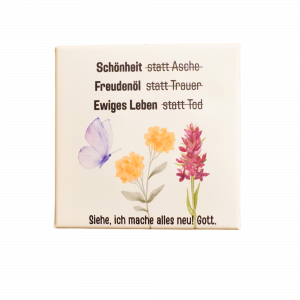 Schönheit statt Asche
Freudenöl statt Trauer
Ewiges Leben statt Tod
Siehe, ich mache alles neu! Gott.